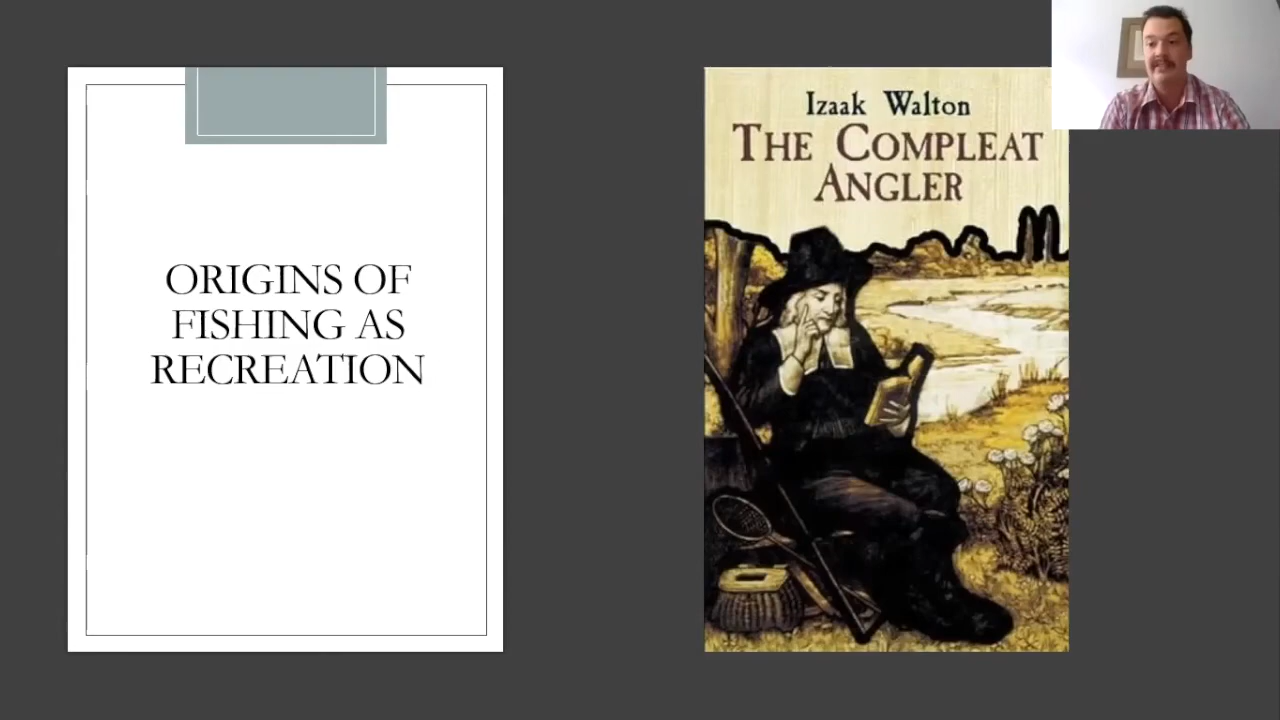 ORIGINS OF
FISHING AS
RECREATION
Izaak Walton
THE COMPLEAT
ANGLER